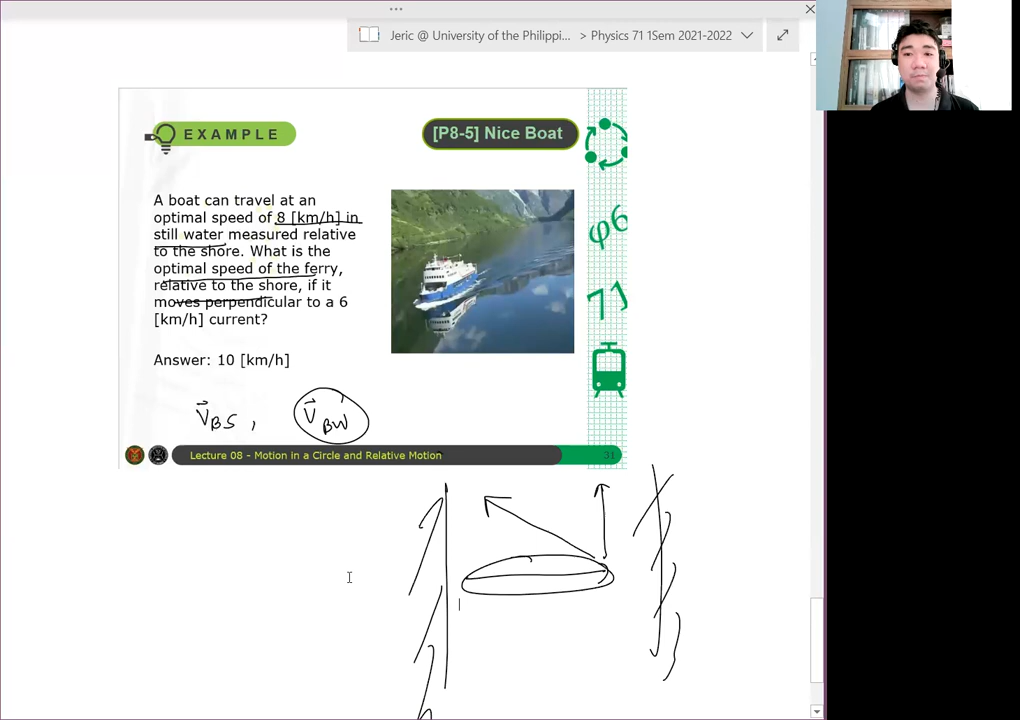 Jeric @ University of the Philippi... > Physics 71 1Sem 2021-2022
EXAMPLE
[P8-5] Nice Boat
A boat can travel at an
optimal speed of 8 [km/h] in
still water measured relative
to the shore. What is the
optimal speed of the ferry,
relative to the shore, if it
moves perpendicular to a 6
[km/h] current?
Answer: 10 [km/h]
φ6
71
V BS , V BW
Lecture 08 - Motion in a Circle and Relative Motion
31